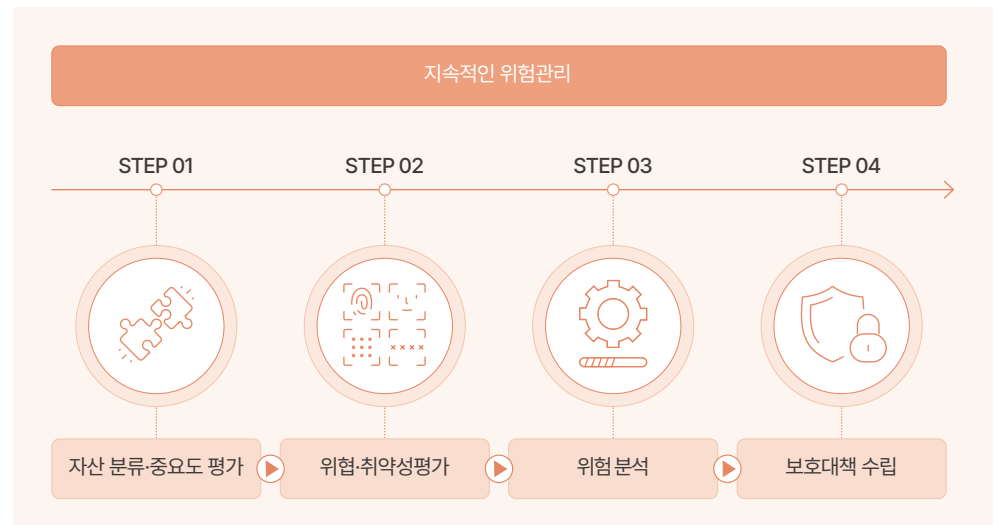 지속적인 위험관리
STEP 01
STEP 02
STEP 03
STEP 04
자산 분류·중요도 평가
위협·취약성평가
위험 분석
보호대책 수립